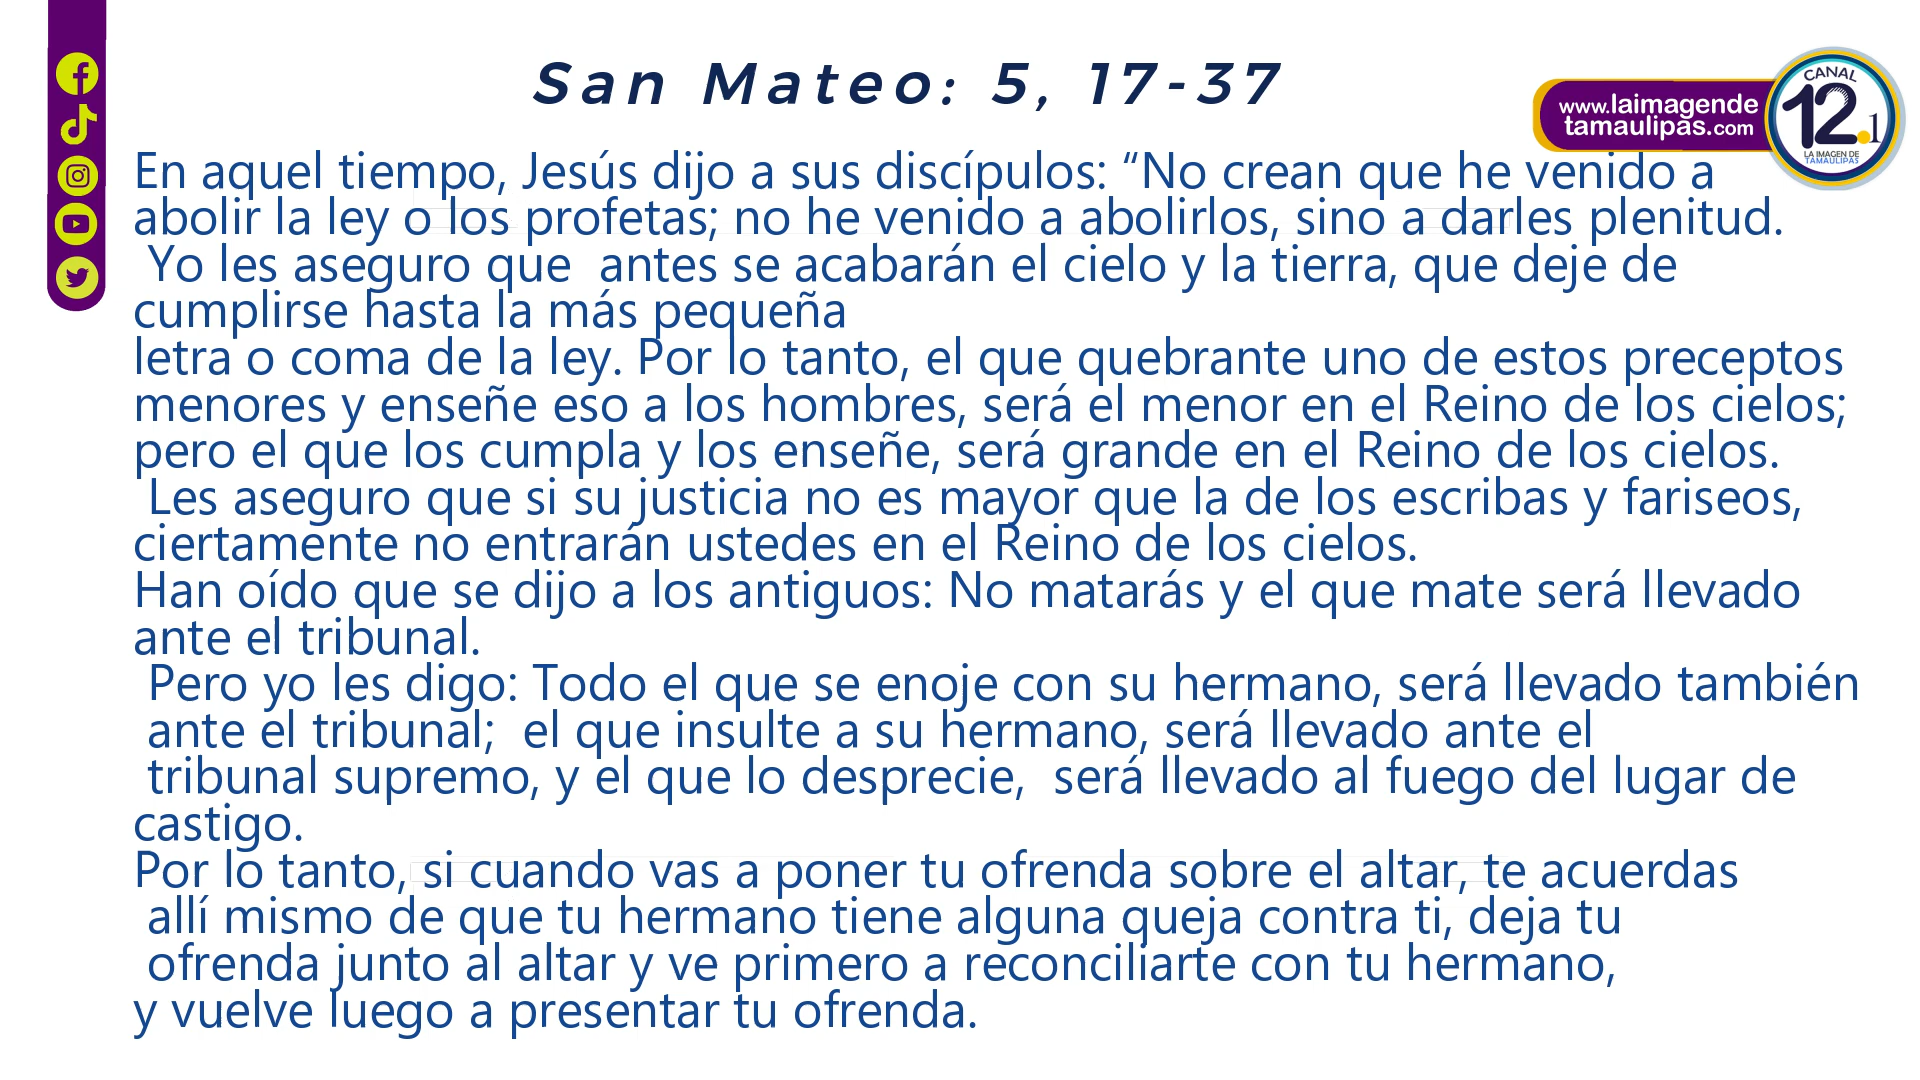 San Mateo: 5, 17-37
www.laimagende
tamaulipas.com
CANAL
12.1
LA IMAGEN DE
TAMAULIPAS
En aquel tiempo, Jesús dijo a sus discípulos: “No crean que he venido a
abolir la ley o los profetas; no he venido a abolirlos, sino a darles plenitud.
Yo les aseguro que  antes se acabarán el cielo y la tierra, que deje de
cumplirse hasta la más pequeña
letra o coma de la ley. Por lo tanto, el que quebrante uno de estos preceptos
menores y enseñe eso a los hombres, será el menor en el Reino de los cielos;
pero el que los cumpla y los enseñe, será grande en el Reino de los cielos.
Les aseguro que si su justicia no es mayor que la de los escribas y fariseos,
ciertamente no entrarán ustedes en el Reino de los cielos.
Han oído que se dijo a los antiguos: No matarás y el que mate será llevado
ante el tribunal.
Pero yo les digo: Todo el que se enoje con su hermano, será llevado también
ante el tribunal;  el que insulte a su hermano, será llevado ante el
tribunal supremo, y el que lo desprecie,  será llevado al fuego del lugar de
castigo.
Por lo tanto, si cuando vas a poner tu ofrenda sobre el altar, te acuerdas
allí mismo de que tu hermano tiene alguna queja contra ti, deja tu
ofrenda junto al altar y ve primero a reconciliarte con tu hermano,
y vuelve luego a presentar tu ofrenda.